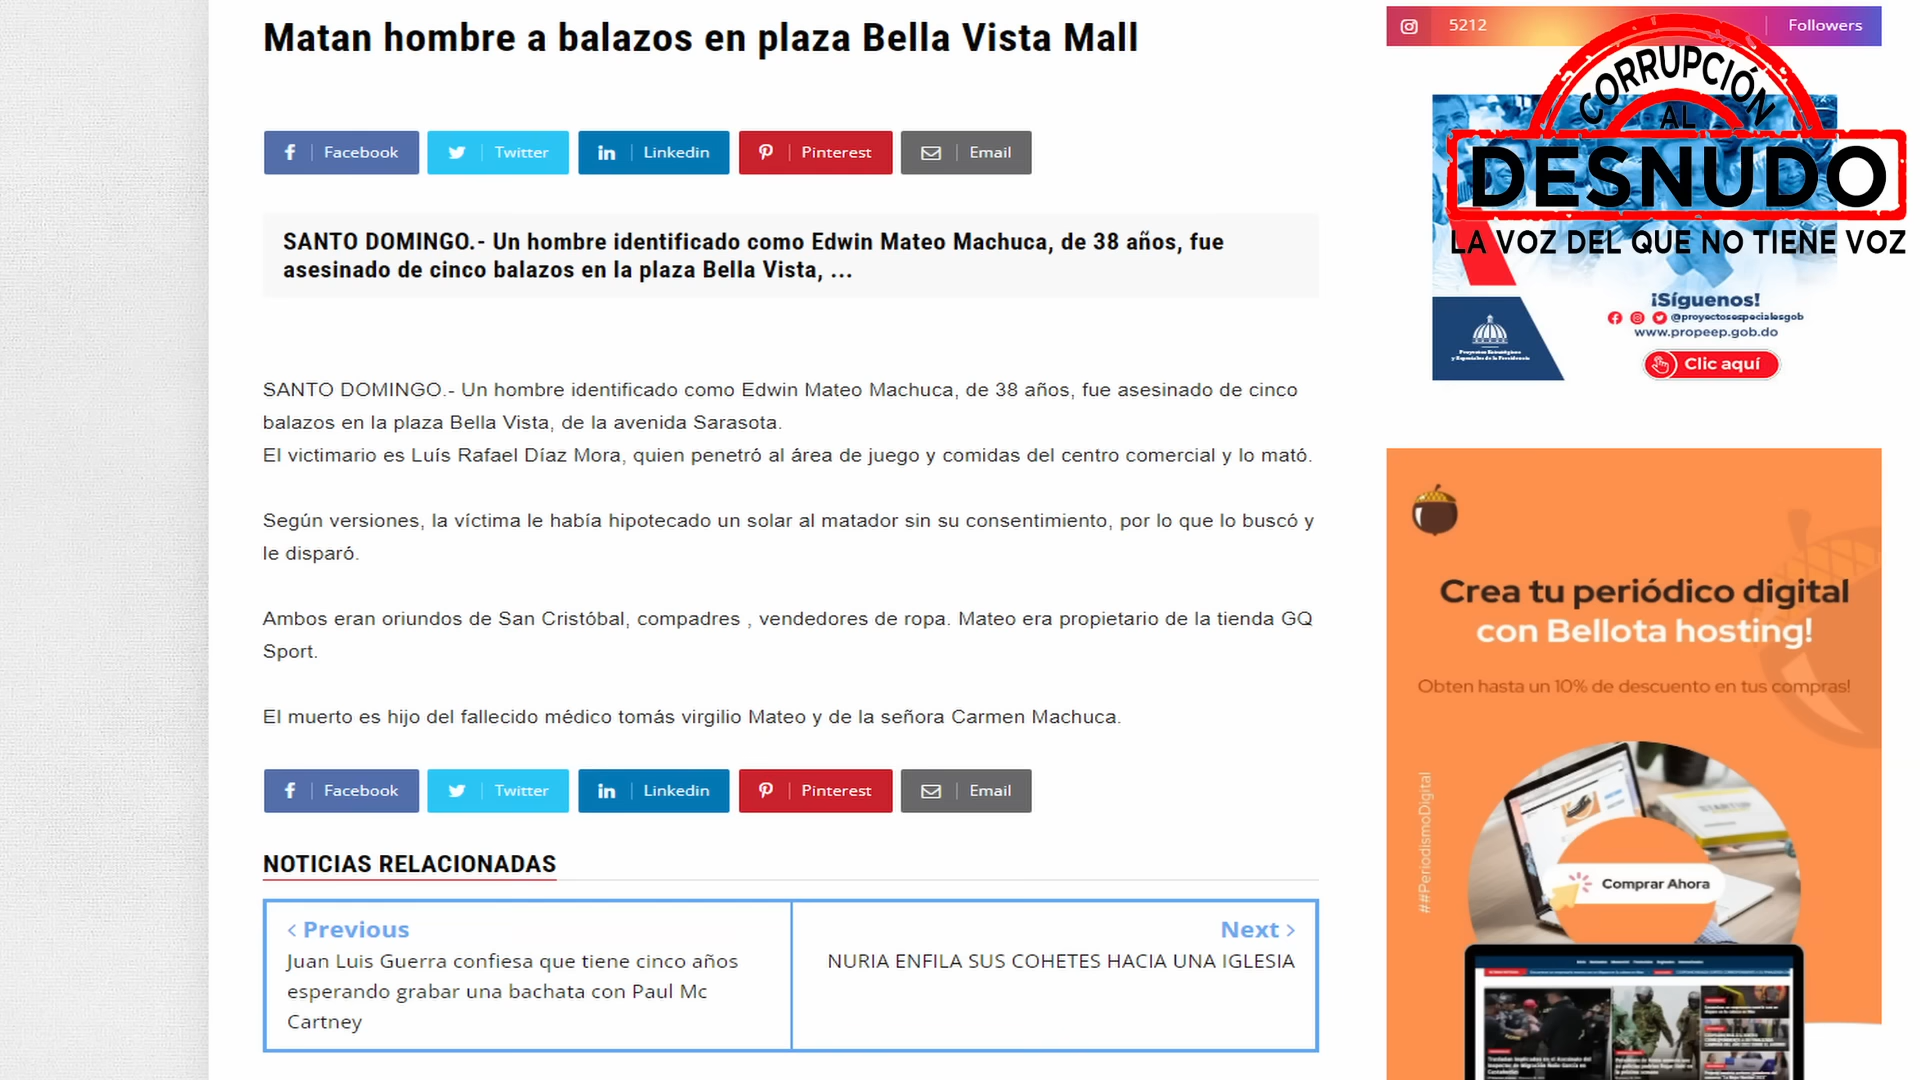 Matan hombre a balazos en plaza Bella Vista Mall
Facebook
Twitter
Linkedin
Pinterest
Email
SANTO DOMINGO.- Un hombre identificado como Edwin Mateo Machuca, de 38 años, fue
asesinado de cinco balazos en la plaza Bella Vista, ...
SANTO DOMINGO.- Un hombre identificado como Edwin Mateo Machuca, de 38 años, fue asesinado de cinco
balazos en la plaza Bella Vista, de la avenida Sarasota.
El victimario es Luís Rafael Díaz Mora, quien penetró al área de juego y comidas del centro comercial y lo mató.
Según versiones, la víctima le había hipotecado un solar al matador sin su consentimiento, por lo que lo buscó y
le disparó.
Ambos eran oriundos de San Cristóbal, compadres , vendedores de ropa. Mateo era propietario de la tienda GQ
Sport.
El muerto es hijo del fallecido médico tomás virgilio Mateo y de la señora Carmen Machuca.
Facebook
Twitter
Linkedin
Pinterest
Email
NOTICIAS RELACIONADAS
‹ Previous
Juan Luis Guerra confiesa que tiene cinco años
esperando grabar una bachata con Paul Mc
Cartney
Next ›
NURIA ENFILA SUS COHETES HACIA UNA IGLESIA
5212
Followers
CORRUPCIÓN
AL
DESNUDO
LA VOZ DEL QUE NO TIENE VOZ
¡Síguenos!
@proyectosespecialesgob
www.propeep.gob.do
Clic aquí
Proyectos Estratégicos
y Especiales de la Presidencia
Crea tu periódico digital
con Bellota hosting!
Obten hasta un 10% de descuento en tus compras!
##PeriodismoDigital
STARTUP
Comprar Ahora